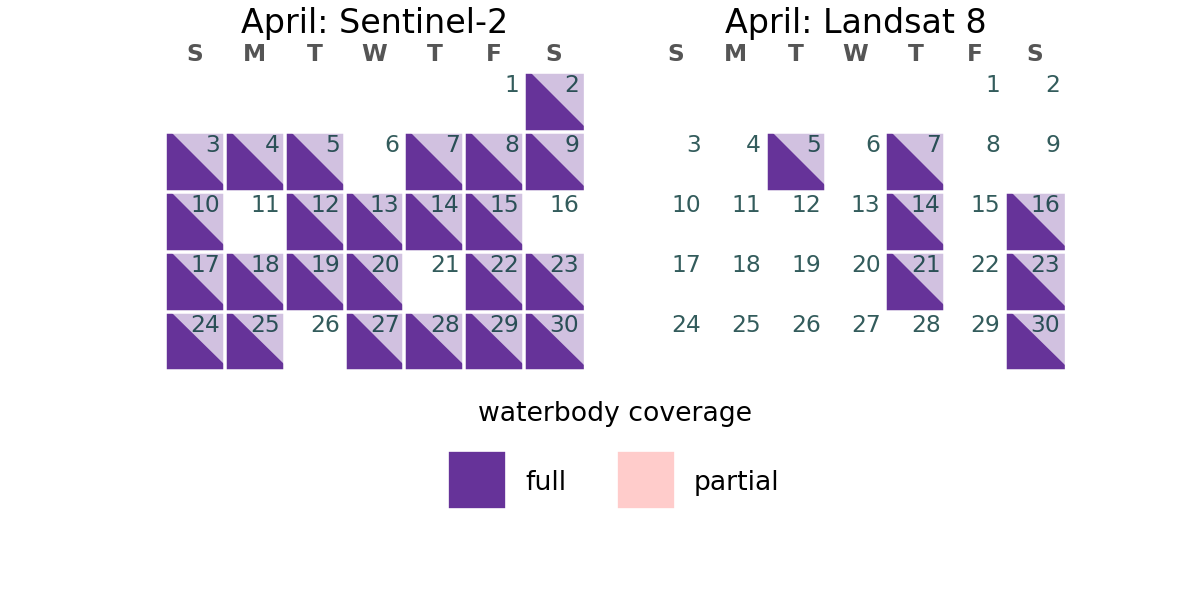 April: Sentinel-2
S M T W T F S
1 2
3 4 5 6 7 8 9
10 11 12 13 14 15 16
17 18 19 20 21 22 23
24 25 26 27 28 29 30
April: Landsat 8
S M T W T F S
1 2
3 4 5 6 7 8 9
10 11 12 13 14 15 16
17 18 19 20 21 22 23
24 25 26 27 28 29 30
waterbody coverage
full partial